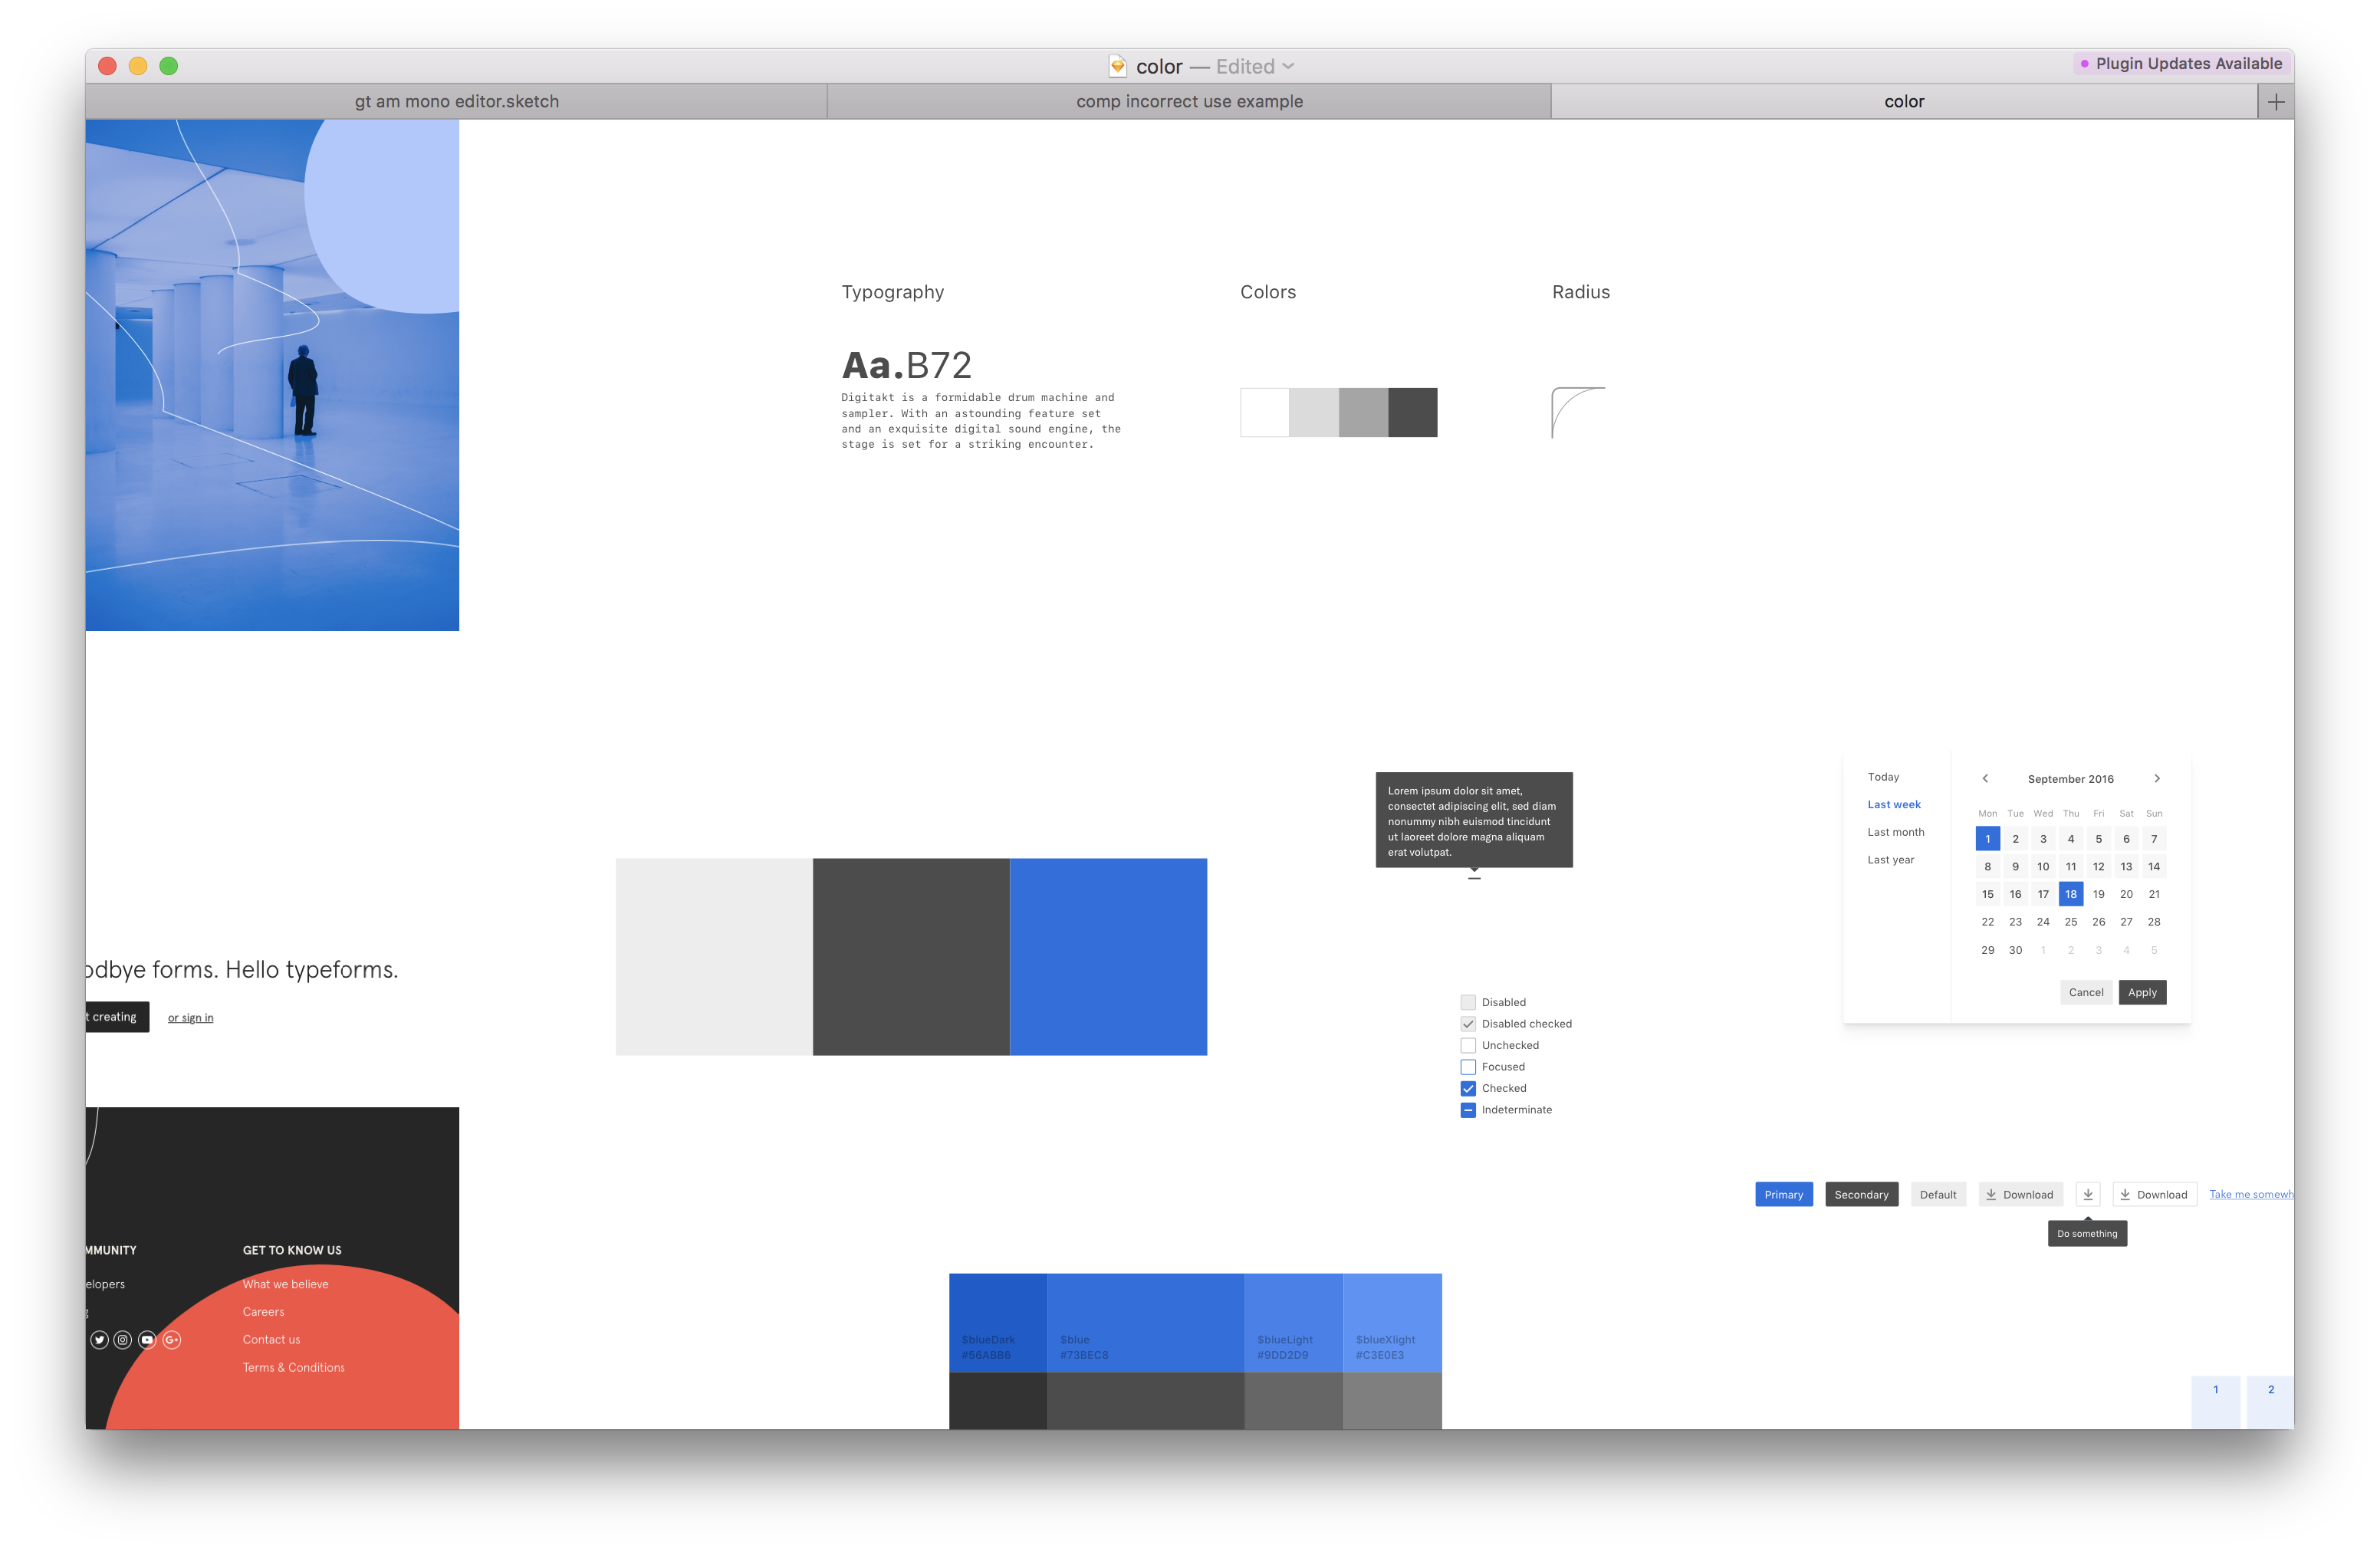 color — Edited
Plugin Updates Available
gt am mono editor.sketch
comp incorrect use example
color
Typography
Colors
Radius
Aa.B72
Digitakt is a formidable drum machine and
sampler. With an astounding feature set
and an exquisite digital sound engine, the
stage is set for a striking encounter.
Lorem ipsum dolor sit amet,
consectet adipiscing elit, sed diam
nonummy nibh euismod tincidunt
ut laoreet dolore magna aliquam
erat volutpat.
Today
Last week
Last month
Last year
September 2016
Mon Tue Wed Thu Fri Sat Sun
1 2 3 4 5 6 7
8 9 10 11 12 13 14
15 16 17 18 19 20 21
22 23 24 25 26 27 28
29 30 1 2 3 4 5
Cancel
Apply
odbye forms. Hello typeforms.
t creating
or sign in
Disabled
Disabled checked
Unchecked
Focused
Checked
Indeterminate
Primary
Secondary
Default
Download
Download
Take me somewh
Do something
MMUNITY
elopers
g
GET TO KNOW US
What we believe
Careers
Contact us
Terms & Conditions
$blueDark
#56ABB6
$blue
#73BEC8
$blueLight
#9DD2D9
$blueXlight
#C3E0E3
1
2